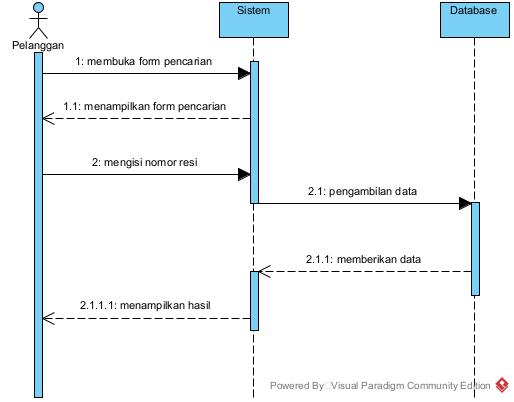 Sistem
Database
Pelanggan
1: membuka form pencarian
1.1: menampilkan form pencarian
2: mengisi nomor resi
2.1: pengambilan data
2.1.1: memberikan data
2.1.1.1: menampilkan hasil
Powered By Visual Paradigm Community Edition